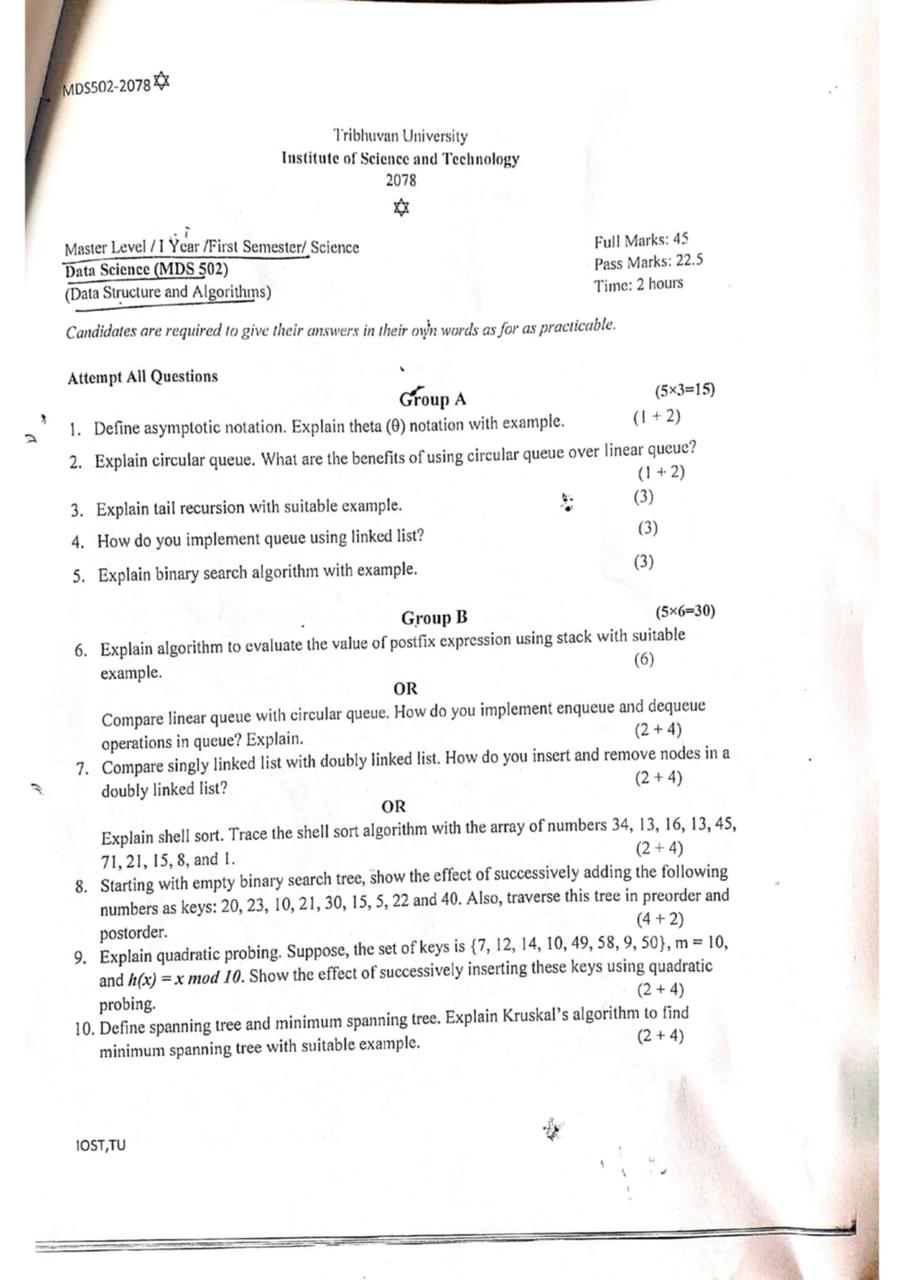 MDS502-2078
Tribhuvan University
Institute of Science and Technology
2078
Master Level / I Year /First Semester/ Science
Full Marks: 45
Data Science (MDS 502)
Pass Marks: 22.5
(Data Structure and Algorithms)
Time: 2 hours
Candidates are required to give their answers in their own words as for as practicable.
Attempt All Questions
Group A (5×3=15)
1. Define asymptotic notation. Explain theta (θ) notation with example. (1 + 2)
2. Explain circular queue. What are the benefits of using circular queue over linear queue?
(1 + 2)
3. Explain tail recursion with suitable example. (3)
4. How do you implement queue using linked list? (3)
5. Explain binary search algorithm with example. (3)
Group B (5×6=30)
6. Explain algorithm to evaluate the value of postfix expression using stack with suitable
example. (6)
OR
Compare linear queue with circular queue. How do you implement enqueue and dequeue
operations in queue? Explain. (2 + 4)
7. Compare singly linked list with doubly linked list. How do you insert and remove nodes in a
doubly linked list? (2 + 4)
OR
Explain shell sort. Trace the shell sort algorithm with the array of numbers 34, 13, 16, 13, 45,
71, 21, 15, 8, and 1. (2 + 4)
8. Starting with empty binary search tree, show the effect of successively adding the following
numbers as keys: 20, 23, 10, 21, 30, 15, 5, 22 and 40. Also, traverse this tree in preorder and
postorder. (4 + 2)
9. Explain quadratic probing. Suppose, the set of keys is {7, 12, 14, 10, 49, 58, 9, 50}, m = 10,
and h(x) = x mod 10. Show the effect of successively inserting these keys using quadratic
probing. (2 + 4)
10. Define spanning tree and minimum spanning tree. Explain Kruskal's algorithm to find
minimum spanning tree with suitable example. (2 + 4)
IOST,TU